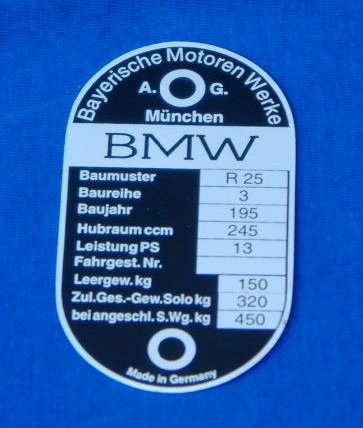 Bayerische Motoren Werke
A. G.
München
BMW
Baumuster R 25
Baureihe 3
Baujahr 195
Hubraum ccm 245
Leistung PS 13
Fahrgest. Nr.
Leergew. kg 150
Zul.Ges.-Gew.Solo kg 320
bei angeschl. S.Wg. kg 450
Made in Germany